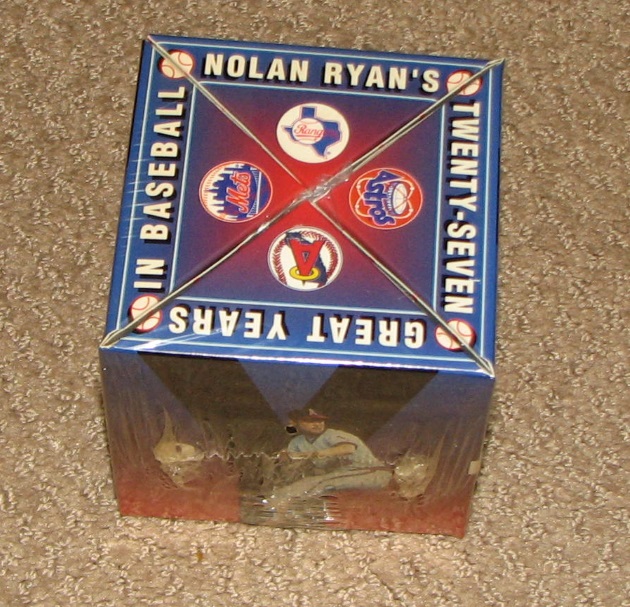 NOLAN RYAN'S
TWENTY-SEVEN
GREAT YEARS
IN BASEBALL
Rangers
Mets
ASTROS
A